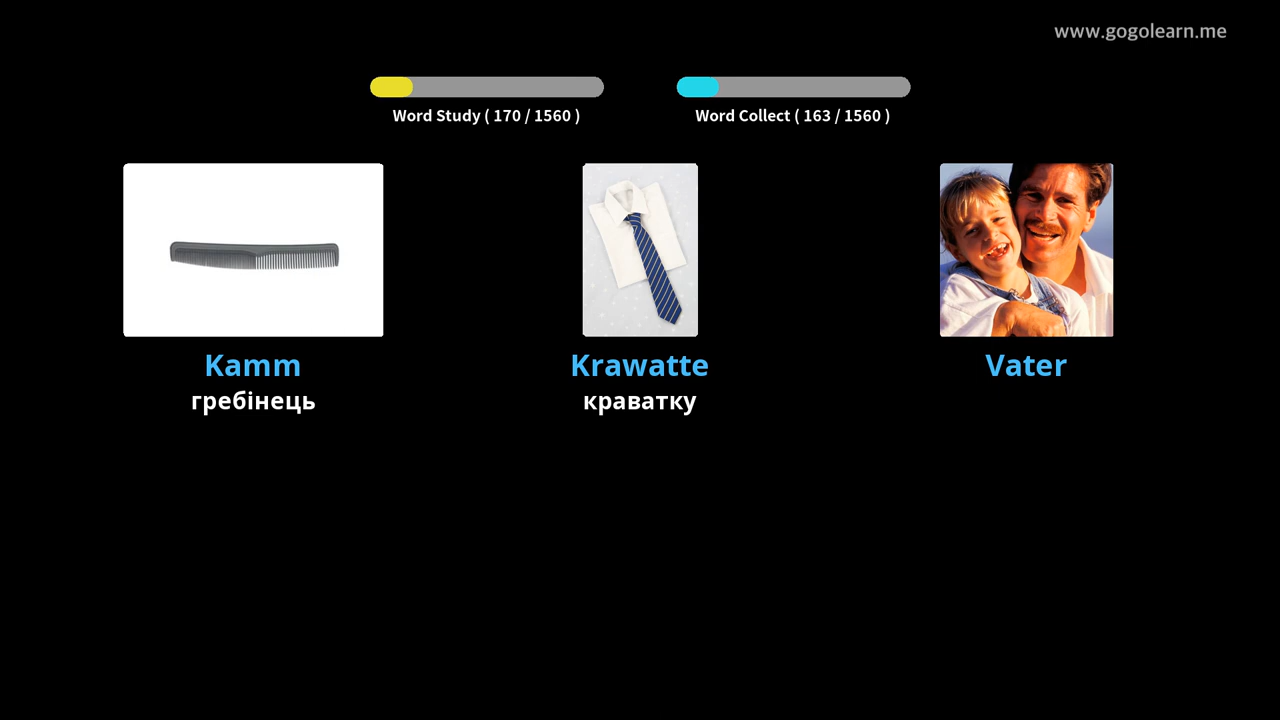 www.gogolearn.me
Word Study ( 170 / 1560 )
Word Collect ( 163 / 1560 )
Kamm
Krawatte
Vater
гребінець
краватку